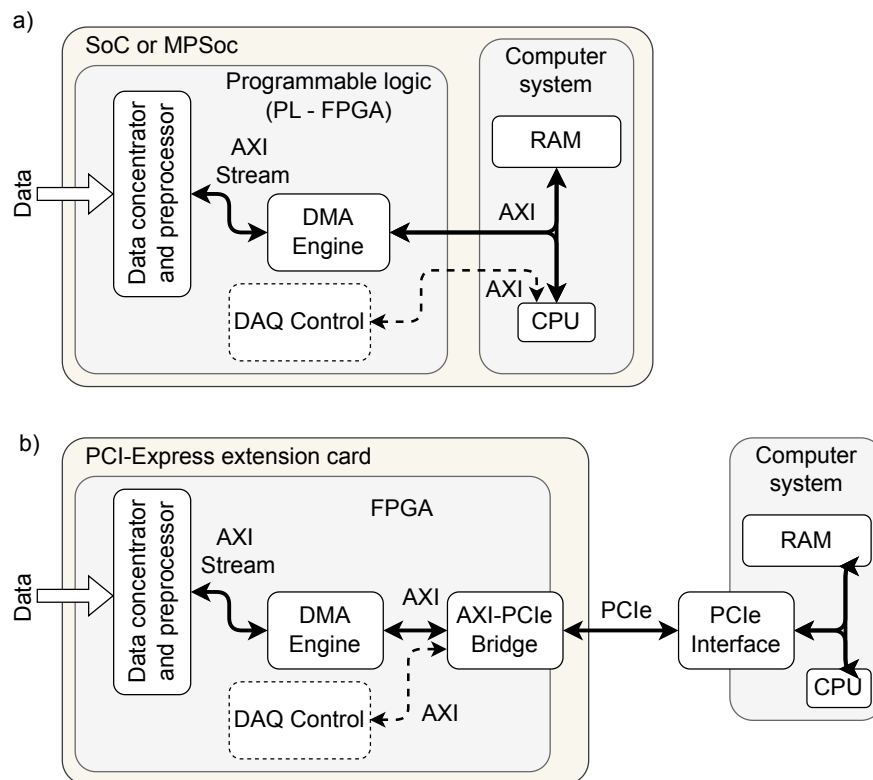 a)
SoC or MPSoc
Programmable logic
(PL - FPGA)
Computer
system
Data
Data concentrator
and preprocessor
AXI
Stream
DMA
Engine
AXI
RAM
DAQ Control
AXI
CPU
b)
PCI-Express extension card
FPGA
Computer
system
Data
Data concentrator
and preprocessor
AXI
Stream
DMA
Engine
AXI
AXI-PCIe
Bridge
PCIe
PCIe
Interface
RAM
DAQ Control
AXI
CPU